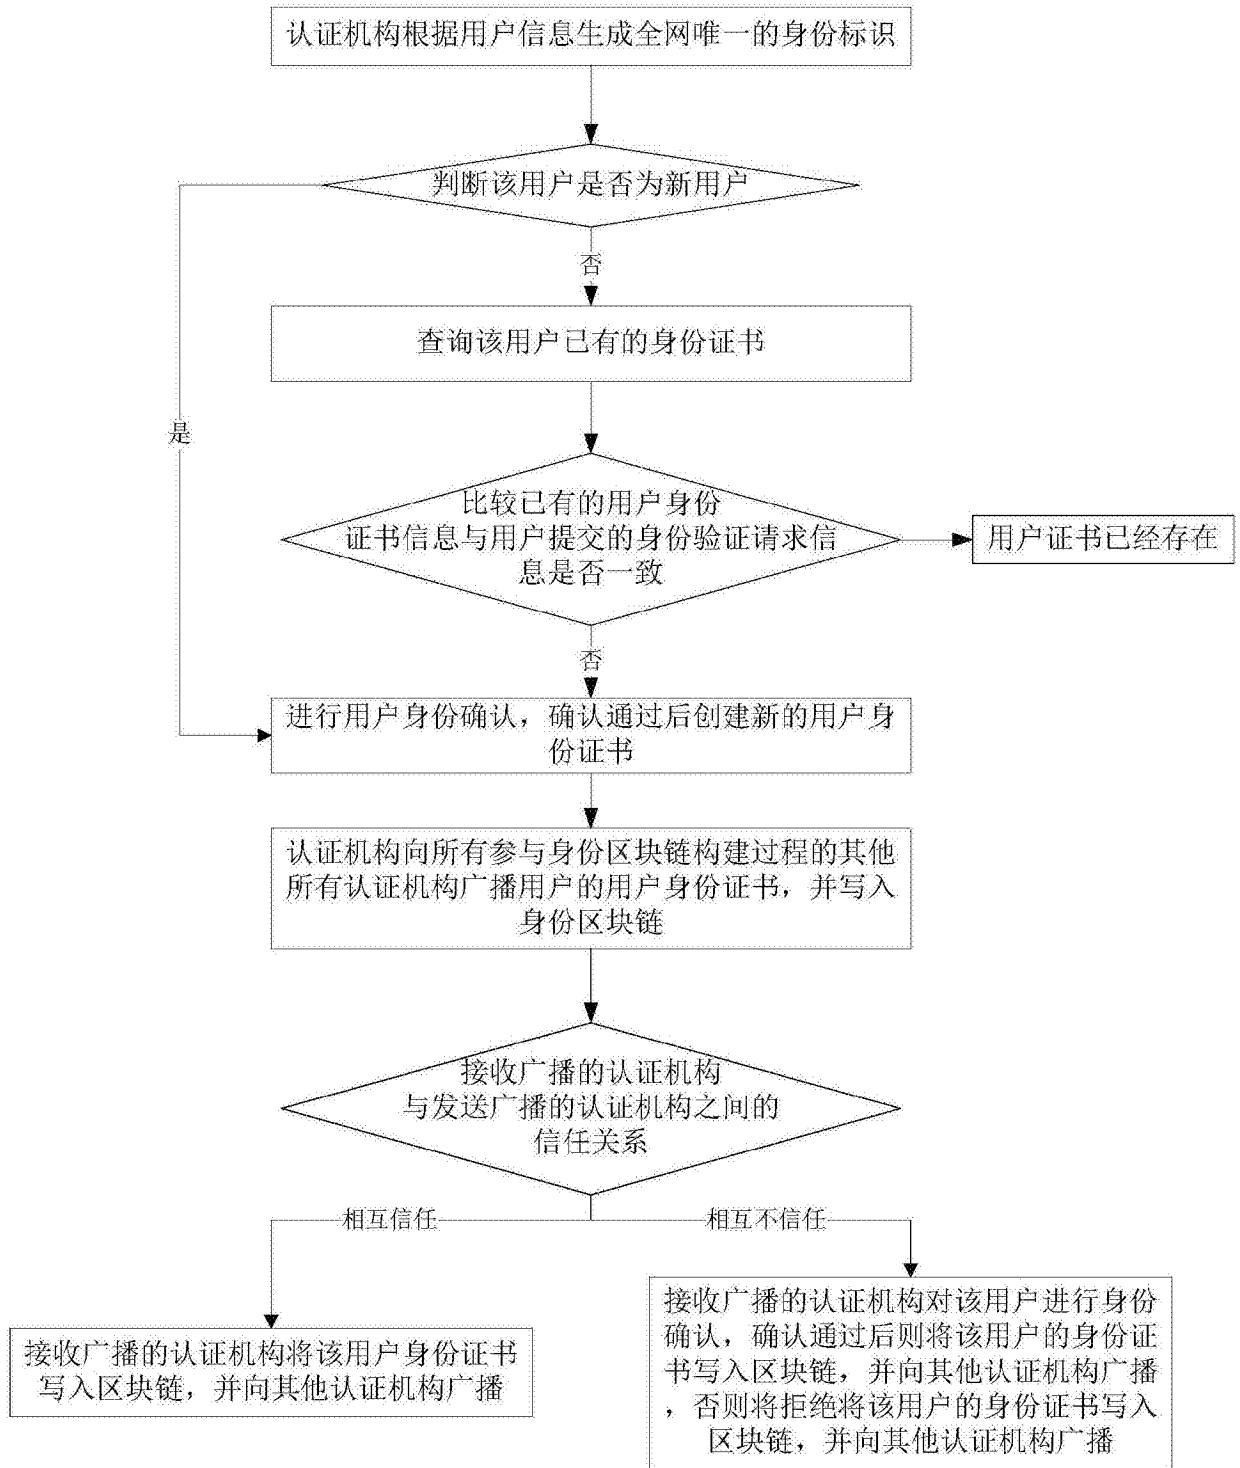 认证机构根据用户信息生成全网唯一的身份标识
判断该用户是否为新用户
否
查询该用户已有的身份证书
是
比较已有的用户身份
证书信息与用户提交的身份验证请求信
息是否一致
用户证书已经存在
否
进行用户身份确认，确认通过后创建新的用户身
份证书
认证机构向所有参与身份区块链构建过程的其他
所有认证机构广播用户的用户身份证书，并写入
身份区块链
接收广播的认证机构
与发送广播的认证机构之间的
信任关系
相互信任
相互不信任
接收广播的认证机构将该用户身份证书
写入区块链，并向其他认证机构广播
接收广播的认证机构对该用户进行身份
确认，确认通过后则将该用户的身份证
书写入区块链，并向其他认证机构广播
，否则将拒绝将该用户的身份证书写入
区块链，并向其他认证机构广播